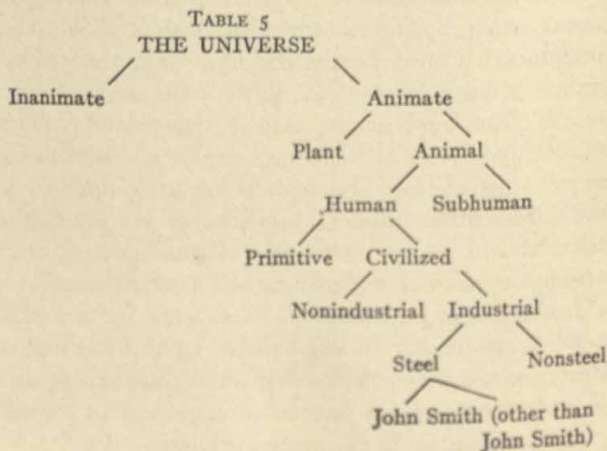 TABLE 5
THE UNIVERSE
Inanimate Animate
Plant Animal
Human Subhuman
Primitive Civilized
Nonindustrial Industrial
Steel Nonsteel
John Smith (other than
John Smith)